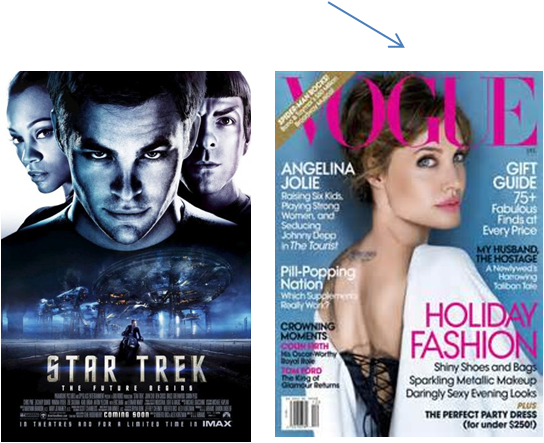 STAR TREK
THE FUTURE BEGINS
COMING SOON
IN THEATRES AND FOR A LIMITED TIME IN IMAX
SPIDER-MAN ROCKS!
VOGUE
ANGELINA
JOLIE
Raising Six Kids,
Playing Strong
Women, and
Seducing
Johnny Depp
in The Tourist
Pill-Popping
Nation
Which Supplements
Really Work?
CROWNING
MOMENTS
COLIN FIRTH
His Oscar-Worthy
Royal Role
TOM FORD
The King of
Glamour Returns
GIFT
GUIDE
75+
Fabulous
Finds at
Every Price
MY HUSBAND,
THE HOSTAGE
A Newlywed's
Harrowing
Taliban Tale
HOLIDAY
FASHION
Shiny Shoes and Bags
Sparkling Metallic Makeup
Daringly Sexy Evening Looks
PLUS
THE PERFECT PARTY DRESS
(for under $250!)